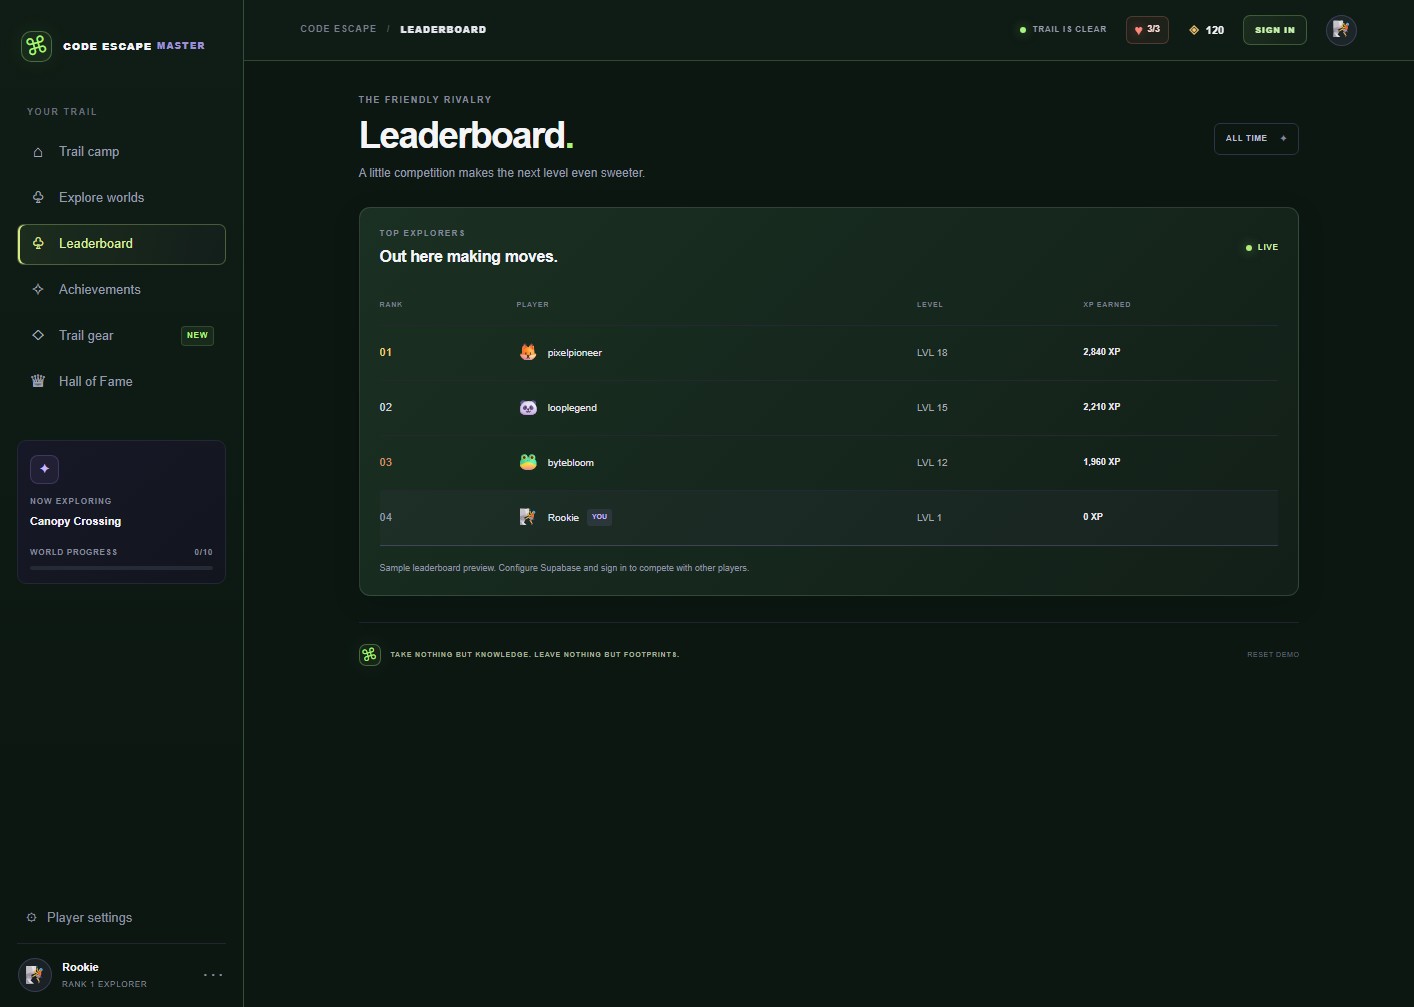 CODE ESCAPE MASTER
YOUR TRAIL
Trail camp
Explore worlds
Leaderboard
Achievements
Trail gear NEW
Hall of Fame
NOW EXPLORING
Canopy Crossing
WORLD PROGRESS 0/10
Player settings
Rookie
RANK 1 EXPLORER
CODE ESCAPE / LEADERBOARD
TRAIL IS CLEAR
3/3
120
SIGN IN
THE FRIENDLY RIVALRY
Leaderboard.
A little competition makes the next level even sweeter.
ALL TIME
TOP EXPLORERS
Out here making moves.
LIVE
RANK PLAYER LEVEL XP EARNED
01 pixelpioneer LVL 18 2,840 XP
02 looplegend LVL 15 2,210 XP
03 bytebloom LVL 12 1,960 XP
04 Rookie YOU LVL 1 0 XP
Sample leaderboard preview. Configure Supabase and sign in to compete with other players.
TAKE NOTHING BUT KNOWLEDGE. LEAVE NOTHING BUT FOOTPRINTS.
RESET DEMO